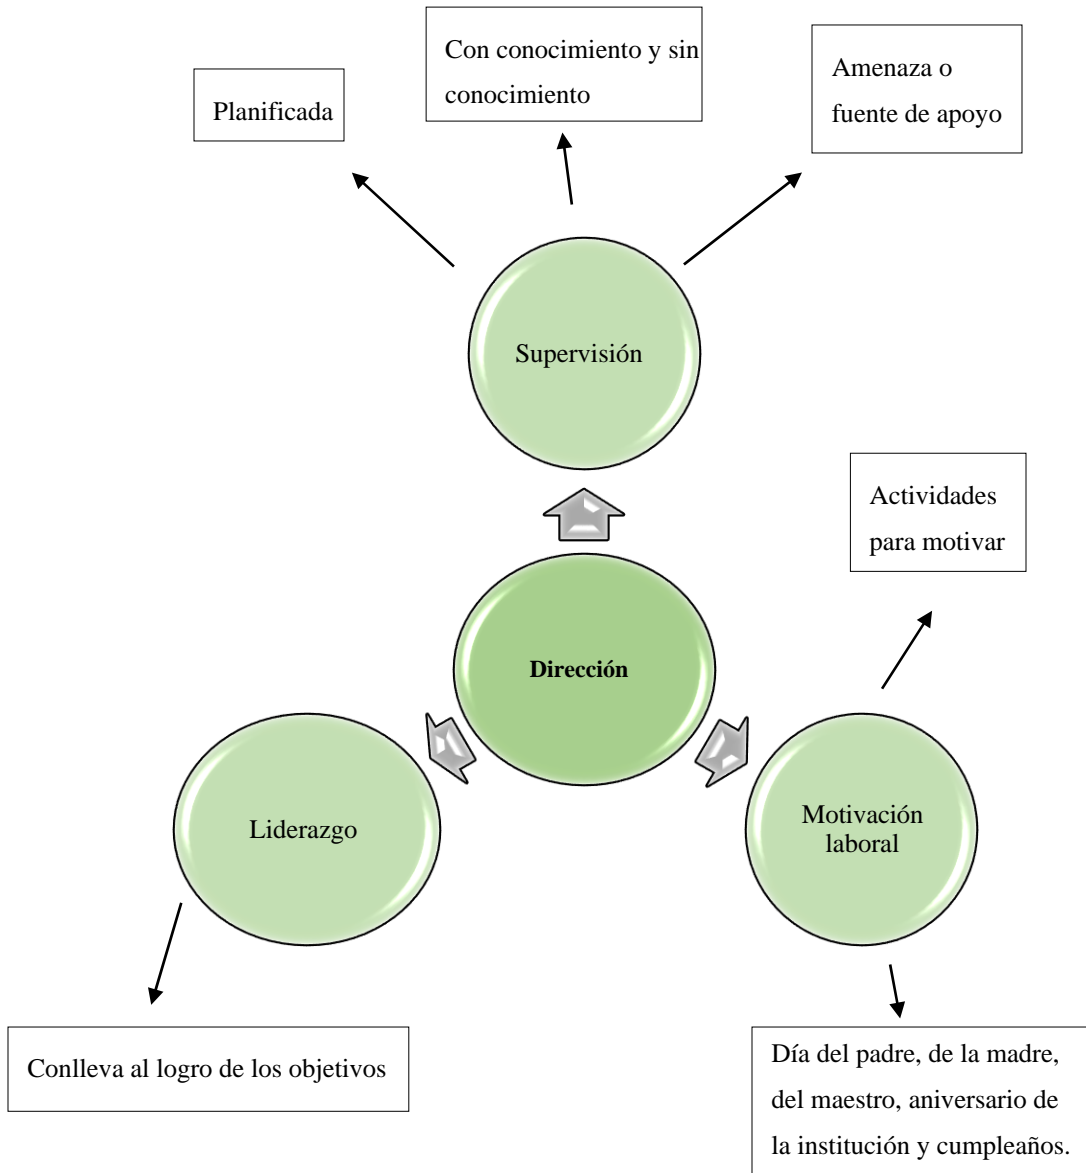 Con conocimiento y sin
conocimiento
Amenaza o
fuente de apoyo
Planificada
Supervisión
Actividades
para motivar
Dirección
Liderazgo
Motivación
laboral
Conlleva al logro de los objetivos
Día del padre, de la madre,
del maestro, aniversario de
la institución y cumpleaños.